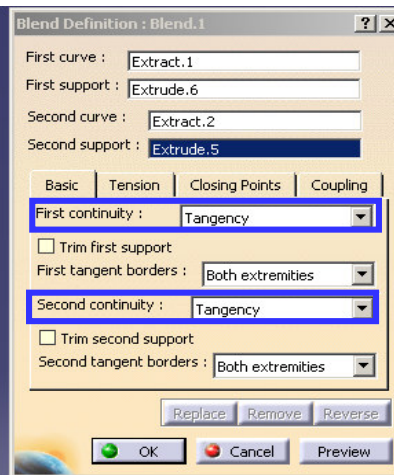 Blend Definition : Blend.1 ? X
First curve : Extract.1
First support : Extrude.6
Second curve : Extract.2
Second support : Extrude.5
Basic Tension Closing Points Coupling
First continuity : Tangency
Trim first support
First tangent borders : Both extremities
Second continuity : Tangency
Trim second support
Second tangent borders : Both extremities
Replace Remove Reverse
OK Cancel Preview